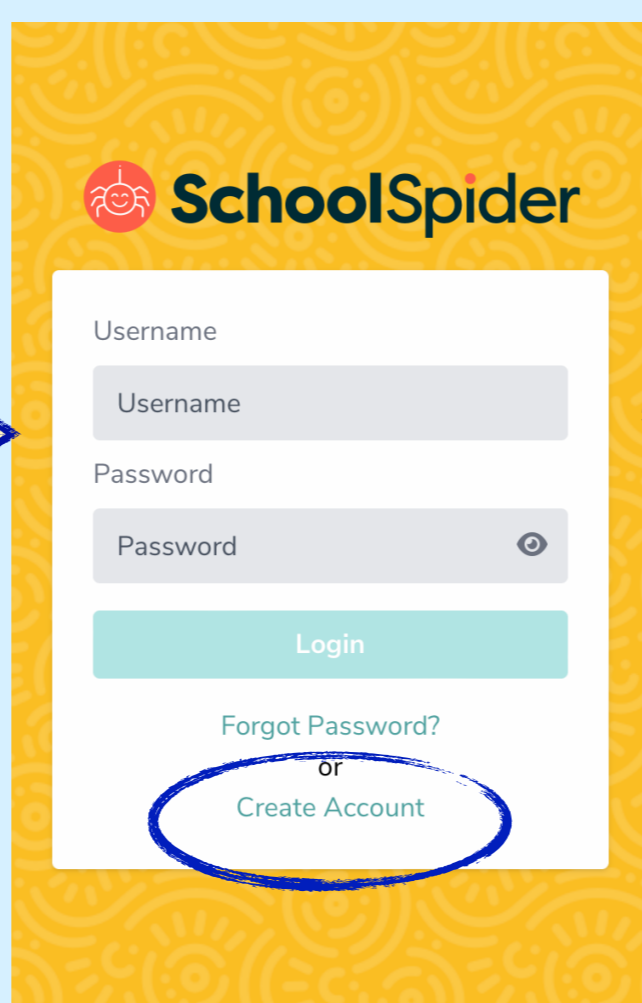 SchoolSpider
Username
Username
Password
Password
Login
Forgot Password?
or
Create Account